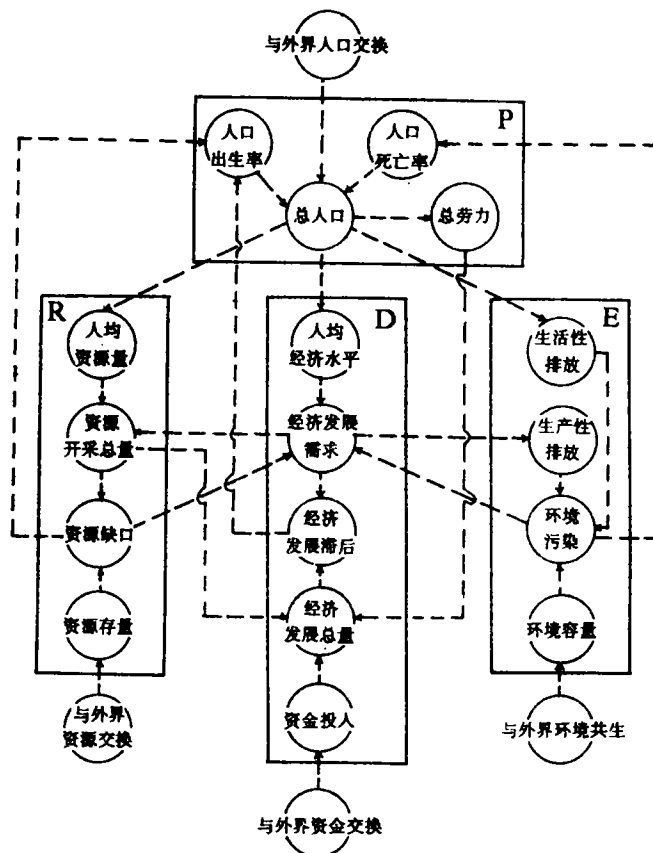 与外界人口交换
P
人口
出生率
人口
死亡率
总人口
总劳力
R
人均
资源量
资源
开采总量
资源缺口
资源存量
与外界
资源交换
D
人均
经济水平
经济发展
需求
经济
发展滞后
经济
发展总量
资金投人
与外界资金交换
E
生活性
排放
生产性
排放
环境
污染
环境容量
与外界环境共生